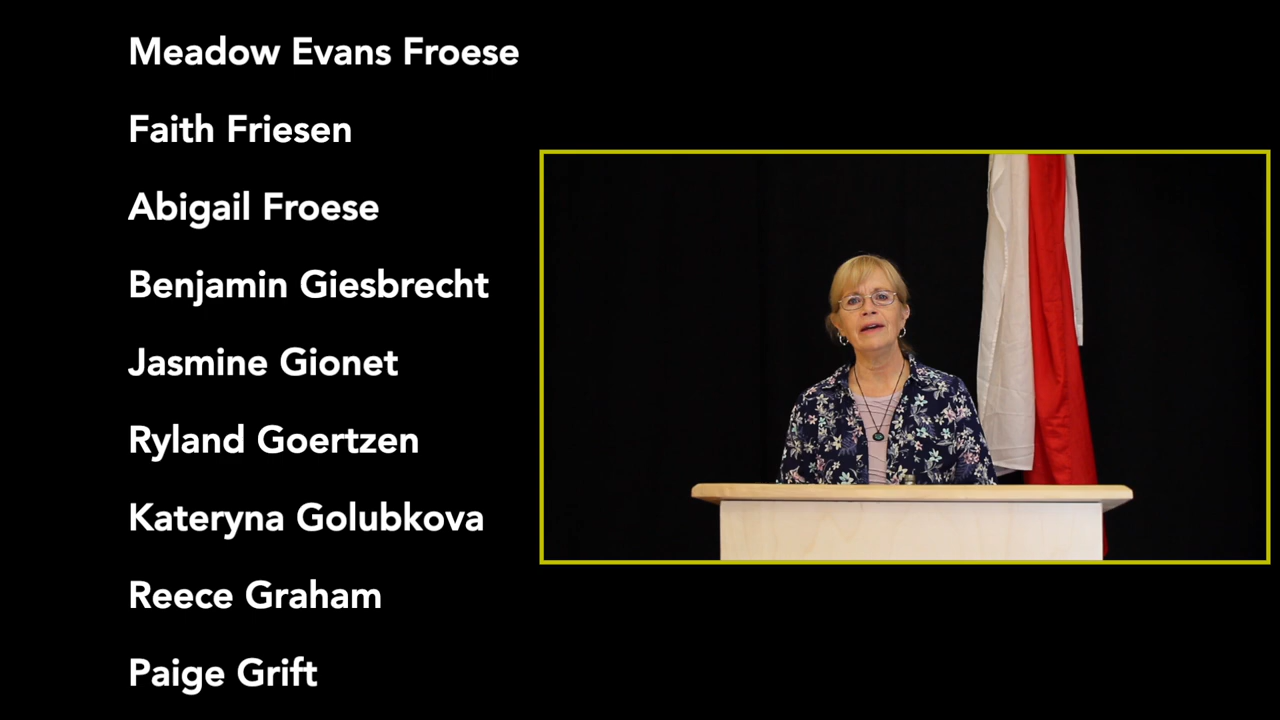 Meadow Evans Froese
Faith Friesen
Abigail Froese
Benjamin Giesbrecht
Jasmine Gionet
Ryland Goertzen
Kateryna Golubkova
Reece Graham
Paige Grift